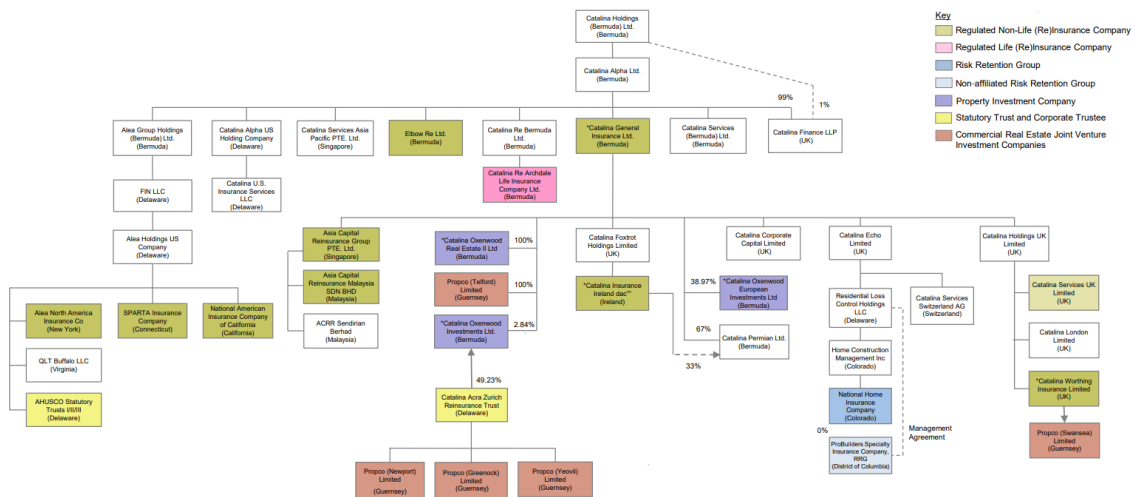 Catalina Holdings
(Bermuda) Ltd.
(Bermuda)
Key
Regulated Non-Life (Re)Insurance Company
Regulated Life (Re)Insurance Company
Risk Retention Group
Non-affiliated Risk Retention Group
Property Investment Company
Statutory Trust and Corporate Trustee
Commercial Real Estate Joint Venture
Investment Companies
Catalina Alpha Ltd.
(Bermuda)
99%
1%
Alea Group Holdings
(Bermuda) Ltd.
(Bermuda)
Catalina Alpha US
Holding Company
(Delaware)
Catalina Services Asia
Pacific PTE. Ltd.
(Singapore)
Elbow Re Ltd.
(Bermuda)
Catalina Re Bermuda
Ltd.
(Bermuda)
*Catalina General
Insurance Ltd.
(Bermuda)
Catalina Services
(Bermuda) Ltd.
(Bermuda)
Catalina Finance LLP
(UK)
FIN LLC
(Delaware)
Catalina U.S.
Insurance Services
LLC
(Delaware)
Catalina Re Archdale
Life Insurance
Company Ltd.
(Bermuda)
Alea Holdings US
Company
(Delaware)
Asia Capital
Reinsurance Group
PTE. Ltd.
(Singapore)
*Catalina Oxenwood
Real Estate II Ltd
(Bermuda)
100%
Catalina Foxtrot
Holdings Limited
(UK)
Catalina Corporate
Capital Limited
(UK)
Catalina Echo
Limited
(UK)
Catalina Holdings UK
Limited
(UK)
Asia Capital
Reinsurance Malaysia
SDN BHD
(Malaysia)
Propco (Telford) Limited
(Guernsey)
100%
*Catalina Insurance
Ireland dac**
(Ireland)
38.97%
*Catalina Oxenwood
European
Investments Ltd
(Bermuda)
Residential Loss
Control Holdings
LLC
(Delaware)
Catalina Services
Switzerland AG
(Switzerland)
Catalina Services UK
Limited
(UK)
Alea North America
Insurance Co
(New York)
SPARTA Insurance
Company
(Connecticut)
National American
Insurance Company
of California
(California)
ACRR Sendirian
Berhad
(Malaysia)
*Catalina Oxenwood
Investments Ltd.
(Bermuda)
2.84%
67%
Catalina Permian Ltd.
(Bermuda)
33%
Home Construction
Management Inc
(Colorado)
Catalina London
Limited
(UK)
QLT Buffalo LLC
(Virginia)
49.23%
AHUSCO Statutory
Trusts I/II/III
(Delaware)
Catalina Acra Zurich
Reinsurance Trust
(Delaware)
National Home
Insurance
Company
(Colorado)
*Catalina Worthing
Insurance Limited
(UK)
0%
Management
Agreement
ProBuilders Specialty
Insurance Company,
RRG
(District of Columbia)
Propco (Swansea)
Limited
(Guernsey)
Propco (Newport)
Limited
(Guernsey)
Propco (Greenock)
Limited
(Guernsey)
Propco (Yeovil)
Limited
(Guernsey)